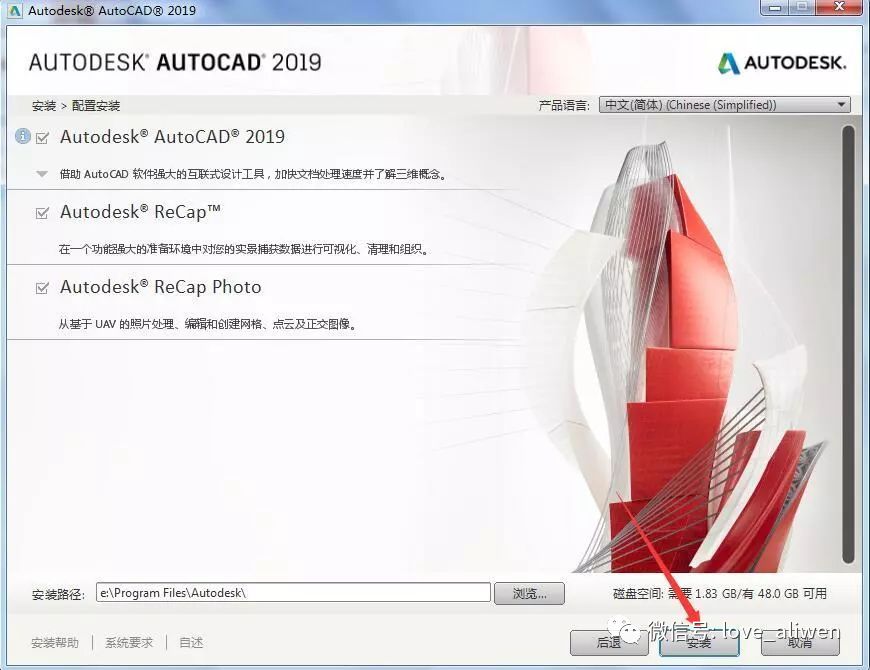 Autodesk® AutoCAD® 2019
AUTODESK® AUTOCAD® 2019
AUTODESK.
安装 > 配置安装
产品语言: 中文(简体) (Chinese (Simplified))
Autodesk® AutoCAD® 2019
借助 AutoCAD 软件强大的互联式设计工具，加快文档处理速度并了解三维概念。
Autodesk® ReCap™
在一个功能强大的准备环境中对您的实景捕获数据进行可视化、清理和组织。
Autodesk® ReCap Photo
从基于 UAV 的照片处理、编辑和创建网格、点云及正交图像。
安装路径: e:\Program Files\Autodesk\ 浏览... 磁盘空间: 需要 1.83 GB/有 48.0 GB 可用
微信号: love_aliwen
安装帮助 | 系统要求 | 自述 后退 安装 取消